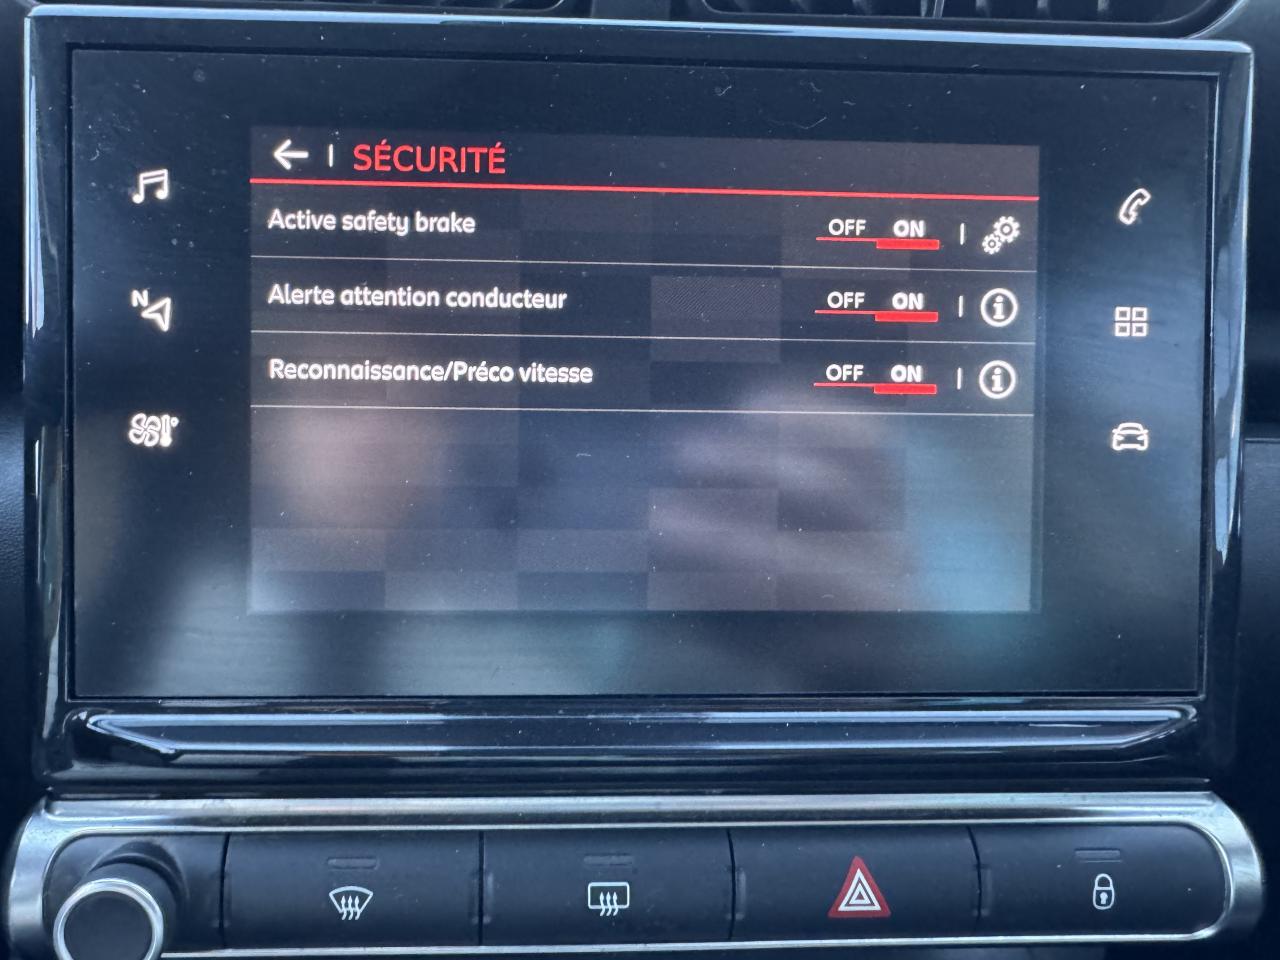 SÉCURITÉ
Active safety brake OFF ON
Alerte attention conducteur OFF ON
Reconnaissance/Préco vitesse OFF ON
N